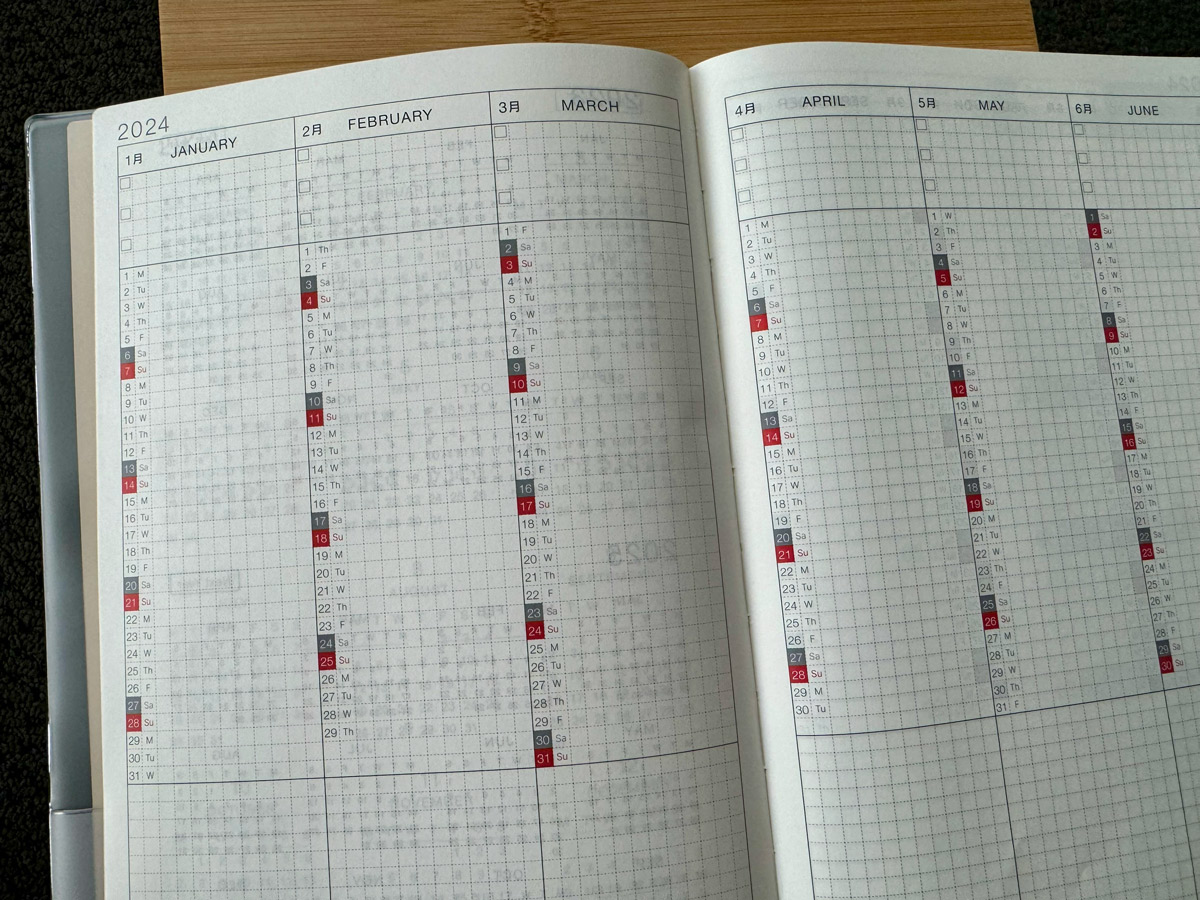 2024
1月 JANUARY
1 M
2 Tu
3 W
4 Th
5 F
6 Sa
7 Su
8 M
9 Tu
10 W
11 Th
12 F
13 Sa
14 Su
15 M
16 Tu
17 W
18 Th
19 F
20 Sa
21 Su
22 M
23 Tu
24 W
25 Th
26 F
27 Sa
28 Su
29 M
30 Tu
31 W
2月 FEBRUARY
1 Th
2 F
3 Sa
4 Su
5 M
6 Tu
7 W
8 Th
9 F
10 Sa
11 Su
12 M
13 Tu
14 W
15 Th
16 F
17 Sa
18 Su
19 M
20 Tu
21 W
22 Th
23 F
24 Sa
25 Su
26 M
27 Tu
28 W
29 Th
3月 MARCH
1 F
2 Sa
3 Su
4 M
5 Tu
6 W
7 Th
8 F
9 Sa
10 Su
11 M
12 Tu
13 W
14 Th
15 F
16 Sa
17 Su
18 M
19 Tu
20 W
21 Th
22 F
23 Sa
24 Su
25 M
26 Tu
27 W
28 Th
29 F
30 Sa
31 Su
4月 APRIL
1 M
2 Tu
3 W
4 Th
5 F
6 Sa
7 Su
8 M
9 Tu
10 W
11 Th
12 F
13 Sa
14 Su
15 M
16 Tu
17 W
18 Th
19 F
20 Sa
21 Su
22 M
23 Tu
24 W
25 Th
26 F
27 Sa
28 Su
29 M
30 Tu
5月 MAY
1 W
2 Th
3 F
4 Sa
5 Su
6 M
7 Tu
8 W
9 Th
10 F
11 Sa
12 Su
13 M
14 Tu
15 W
16 Th
17 F
18 Sa
19 Su
20 M
21 Tu
22 W
23 Th
24 F
25 Sa
26 Su
27 M
28 Tu
29 W
30 Th
31 F
6月 JUNE
1 Sa
2 Su
3 M
4 Tu
5 W
6 Th
7 F
8 Sa
9 Su
10 M
11 Tu
12 W
13 Th
14 F
15 Sa
16 Su
17 M
18 Tu
19 W
20 Th
21 F
22 Sa
23 Su
24 M
25 Tu
26 W
27 Th
28 F
29 Sa
30 Su